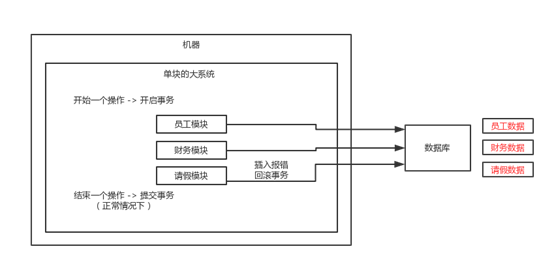 机器
单块的大系统
开始一个操作 -> 开启事务
员工模块
财务模块
请假模块
插入报错
回滚事务
结束一个操作 -> 提交事务
（正常情况下）
数据库
员工数据
财务数据
请假数据